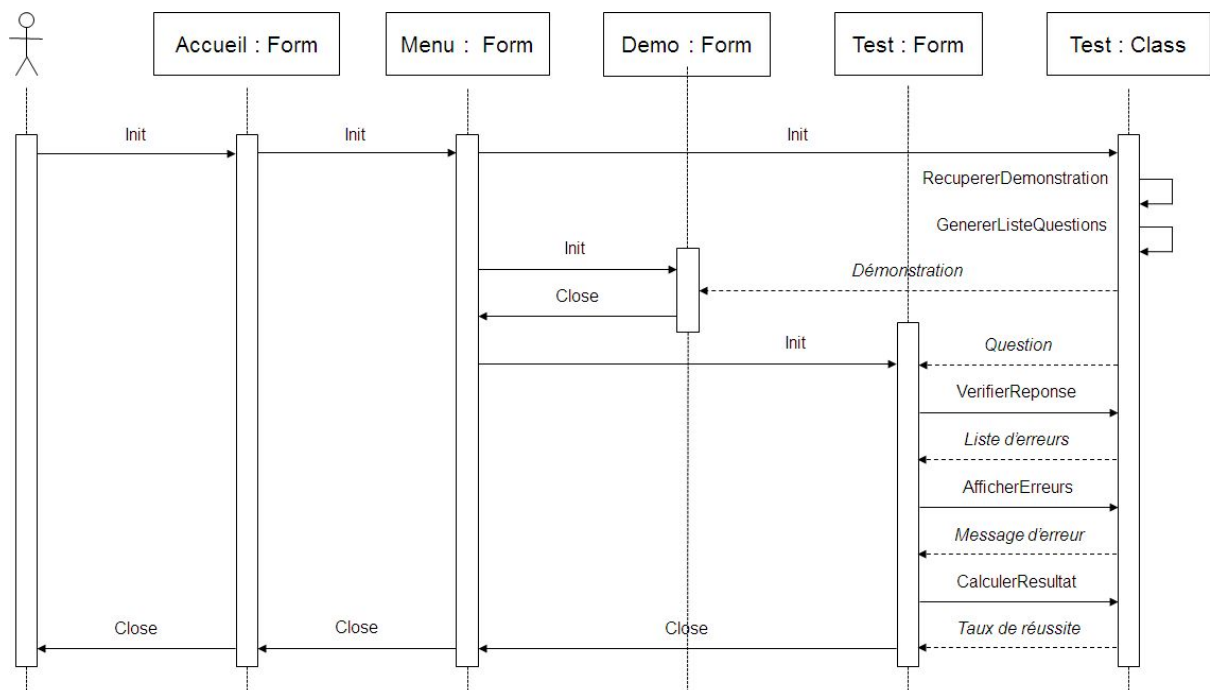 Accueil : Form
Menu : Form
Demo : Form
Test : Form
Test : Class
Init
Init
Init
RecupererDemonstration
GenererListeQuestions
Init
Démonstration
Close
Init
Question
VerifierReponse
Liste d'erreurs
AfficherErreurs
Message d'erreur
CalculerResultat
Close
Close
Close
Taux de réussite